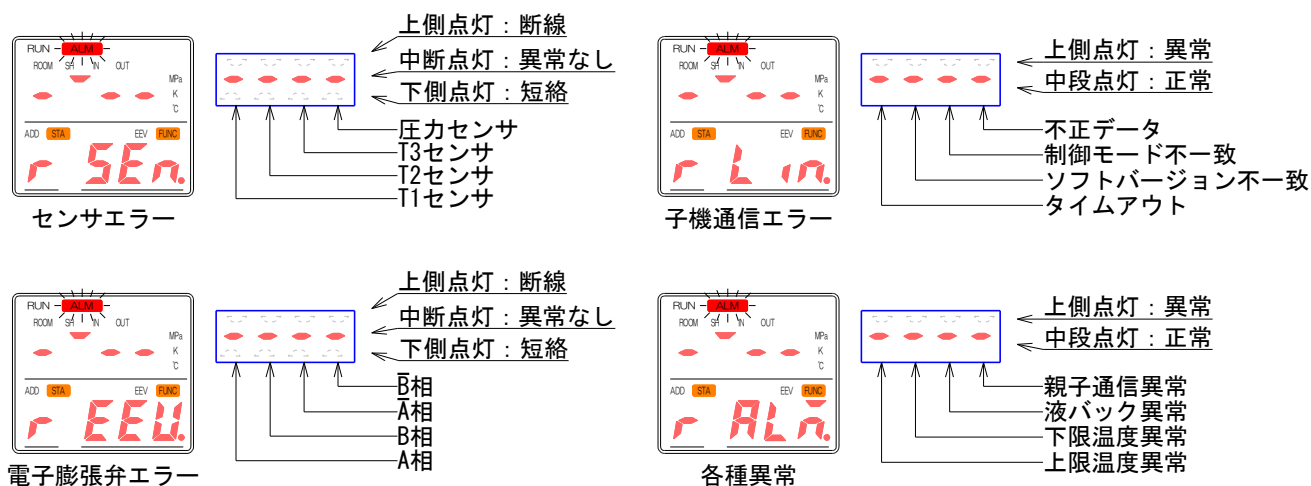 RUN ALM
ROOM SH IN OUT
MPa
K
℃
ADD STA EEV FUNC
r SEn.
センサエラー
上側点灯：断線
中断点灯：異常なし
下側点灯：短絡
圧力センサ
T3センサ
T2センサ
T1センサ
RUN ALM
ROOM SH IN OUT
MPa
K
℃
ADD STA EEV FUNC
r Lin.
子機通信エラー
上側点灯：異常
中段点灯：正常
不正データ
制御モード不一致
ソフトバージョン不一致
タイムアウト
RUN ALM
ROOM SH IN OUT
MPa
K
℃
ADD STA EEV FUNC
r EEV.
電子膨張弁エラー
上側点灯：断線
中断点灯：異常なし
下側点灯：短絡
B̅相
A̅相
B相
A相
RUN ALM
ROOM SH IN OUT
MPa
K
℃
ADD STA EEV FUNC
r ALm.
各種異常
上側点灯：異常
中段点灯：正常
親子通信異常
液バック異常
下限温度異常
上限温度異常